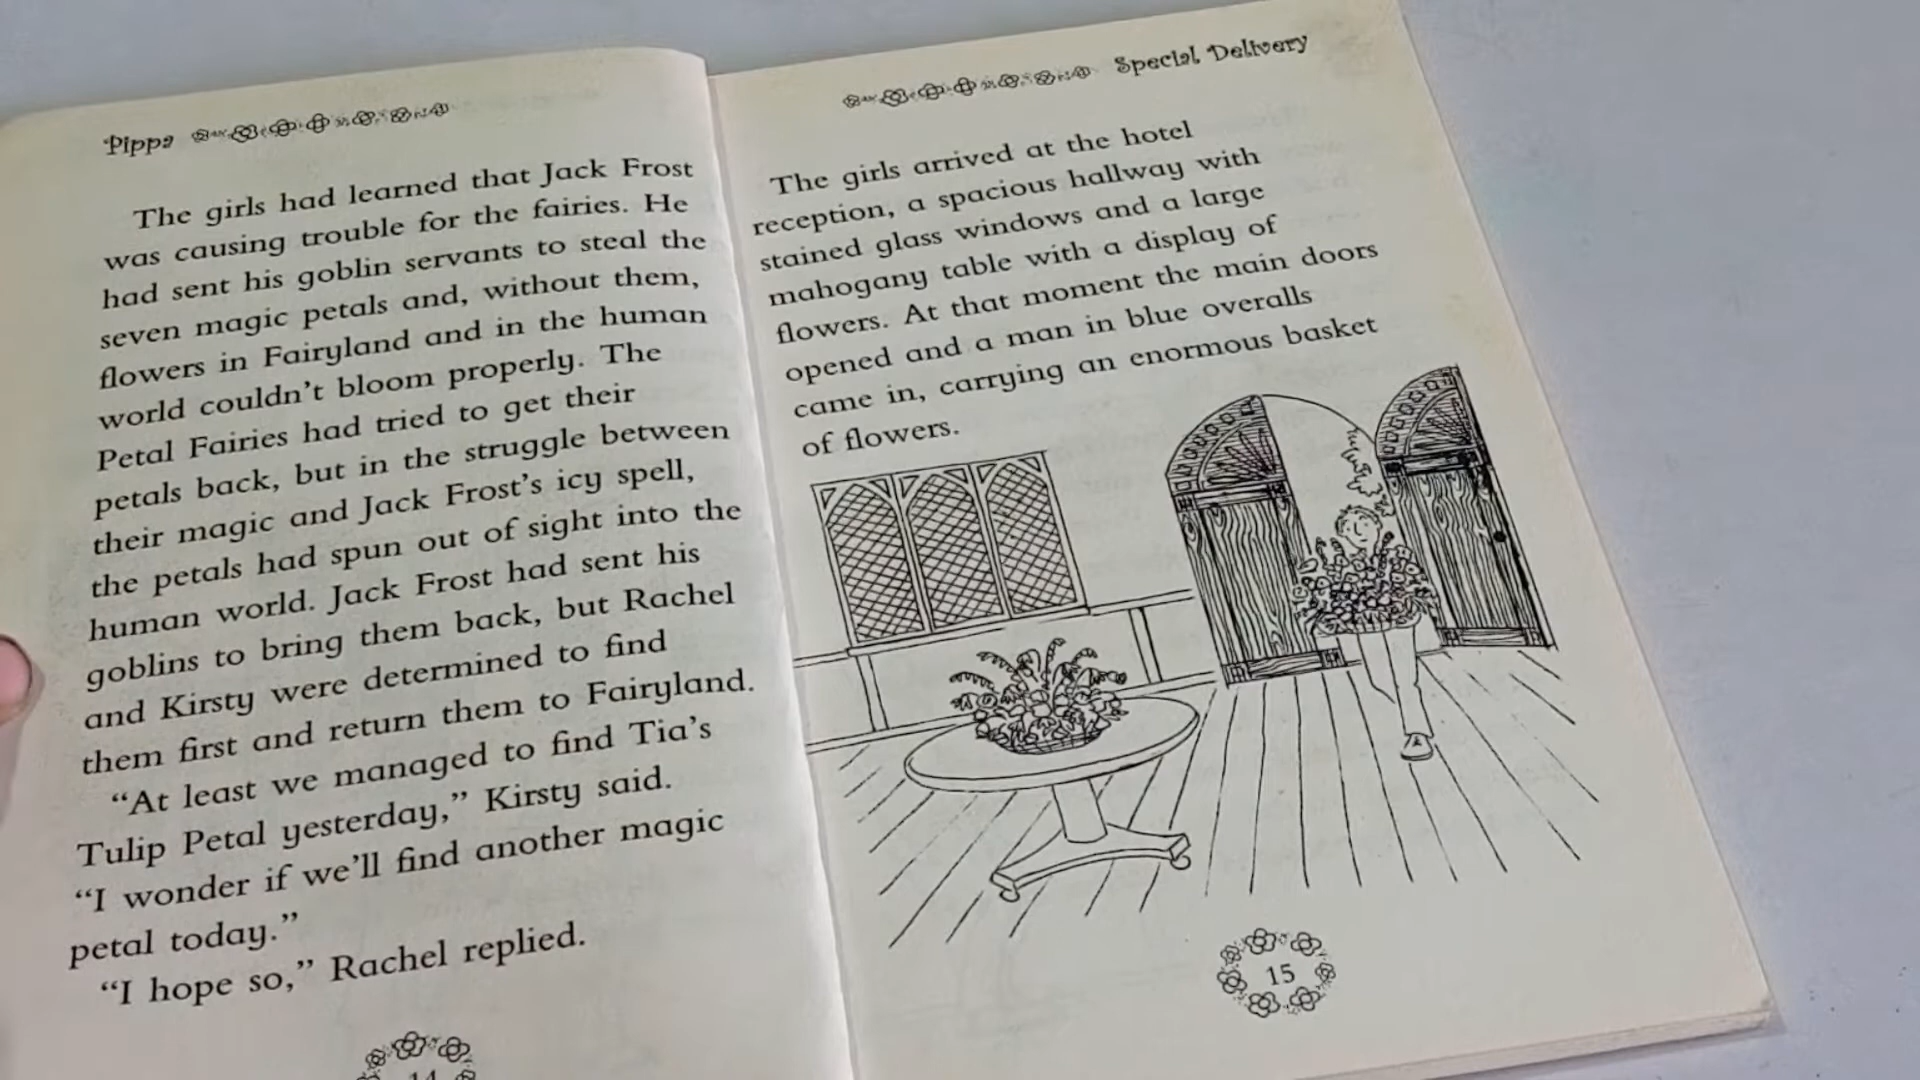 Pippa
The girls had learned that Jack Frost
was causing trouble for the fairies. He
had sent his goblin servants to steal the
seven magic petals and, without them,
flowers in Fairyland and in the human
world couldn't bloom properly. The
Petal Fairies had tried to get their
petals back, but in the struggle between
their magic and Jack Frost's icy spell,
the petals had spun out of sight into the
human world. Jack Frost had sent his
goblins to bring them back, but Rachel
and Kirsty were determined to find
them first and return them to Fairyland.
“At least we managed to find Tia's
Tulip Petal yesterday,” Kirsty said.
“I wonder if we'll find another magic
petal today.”
“I hope so,” Rachel replied.
14
Special Delivery
The girls arrived at the hotel
reception, a spacious hallway with
stained glass windows and a large
mahogany table with a display of
flowers. At that moment the main doors
opened and a man in blue overalls
came in, carrying an enormous basket
of flowers.
15